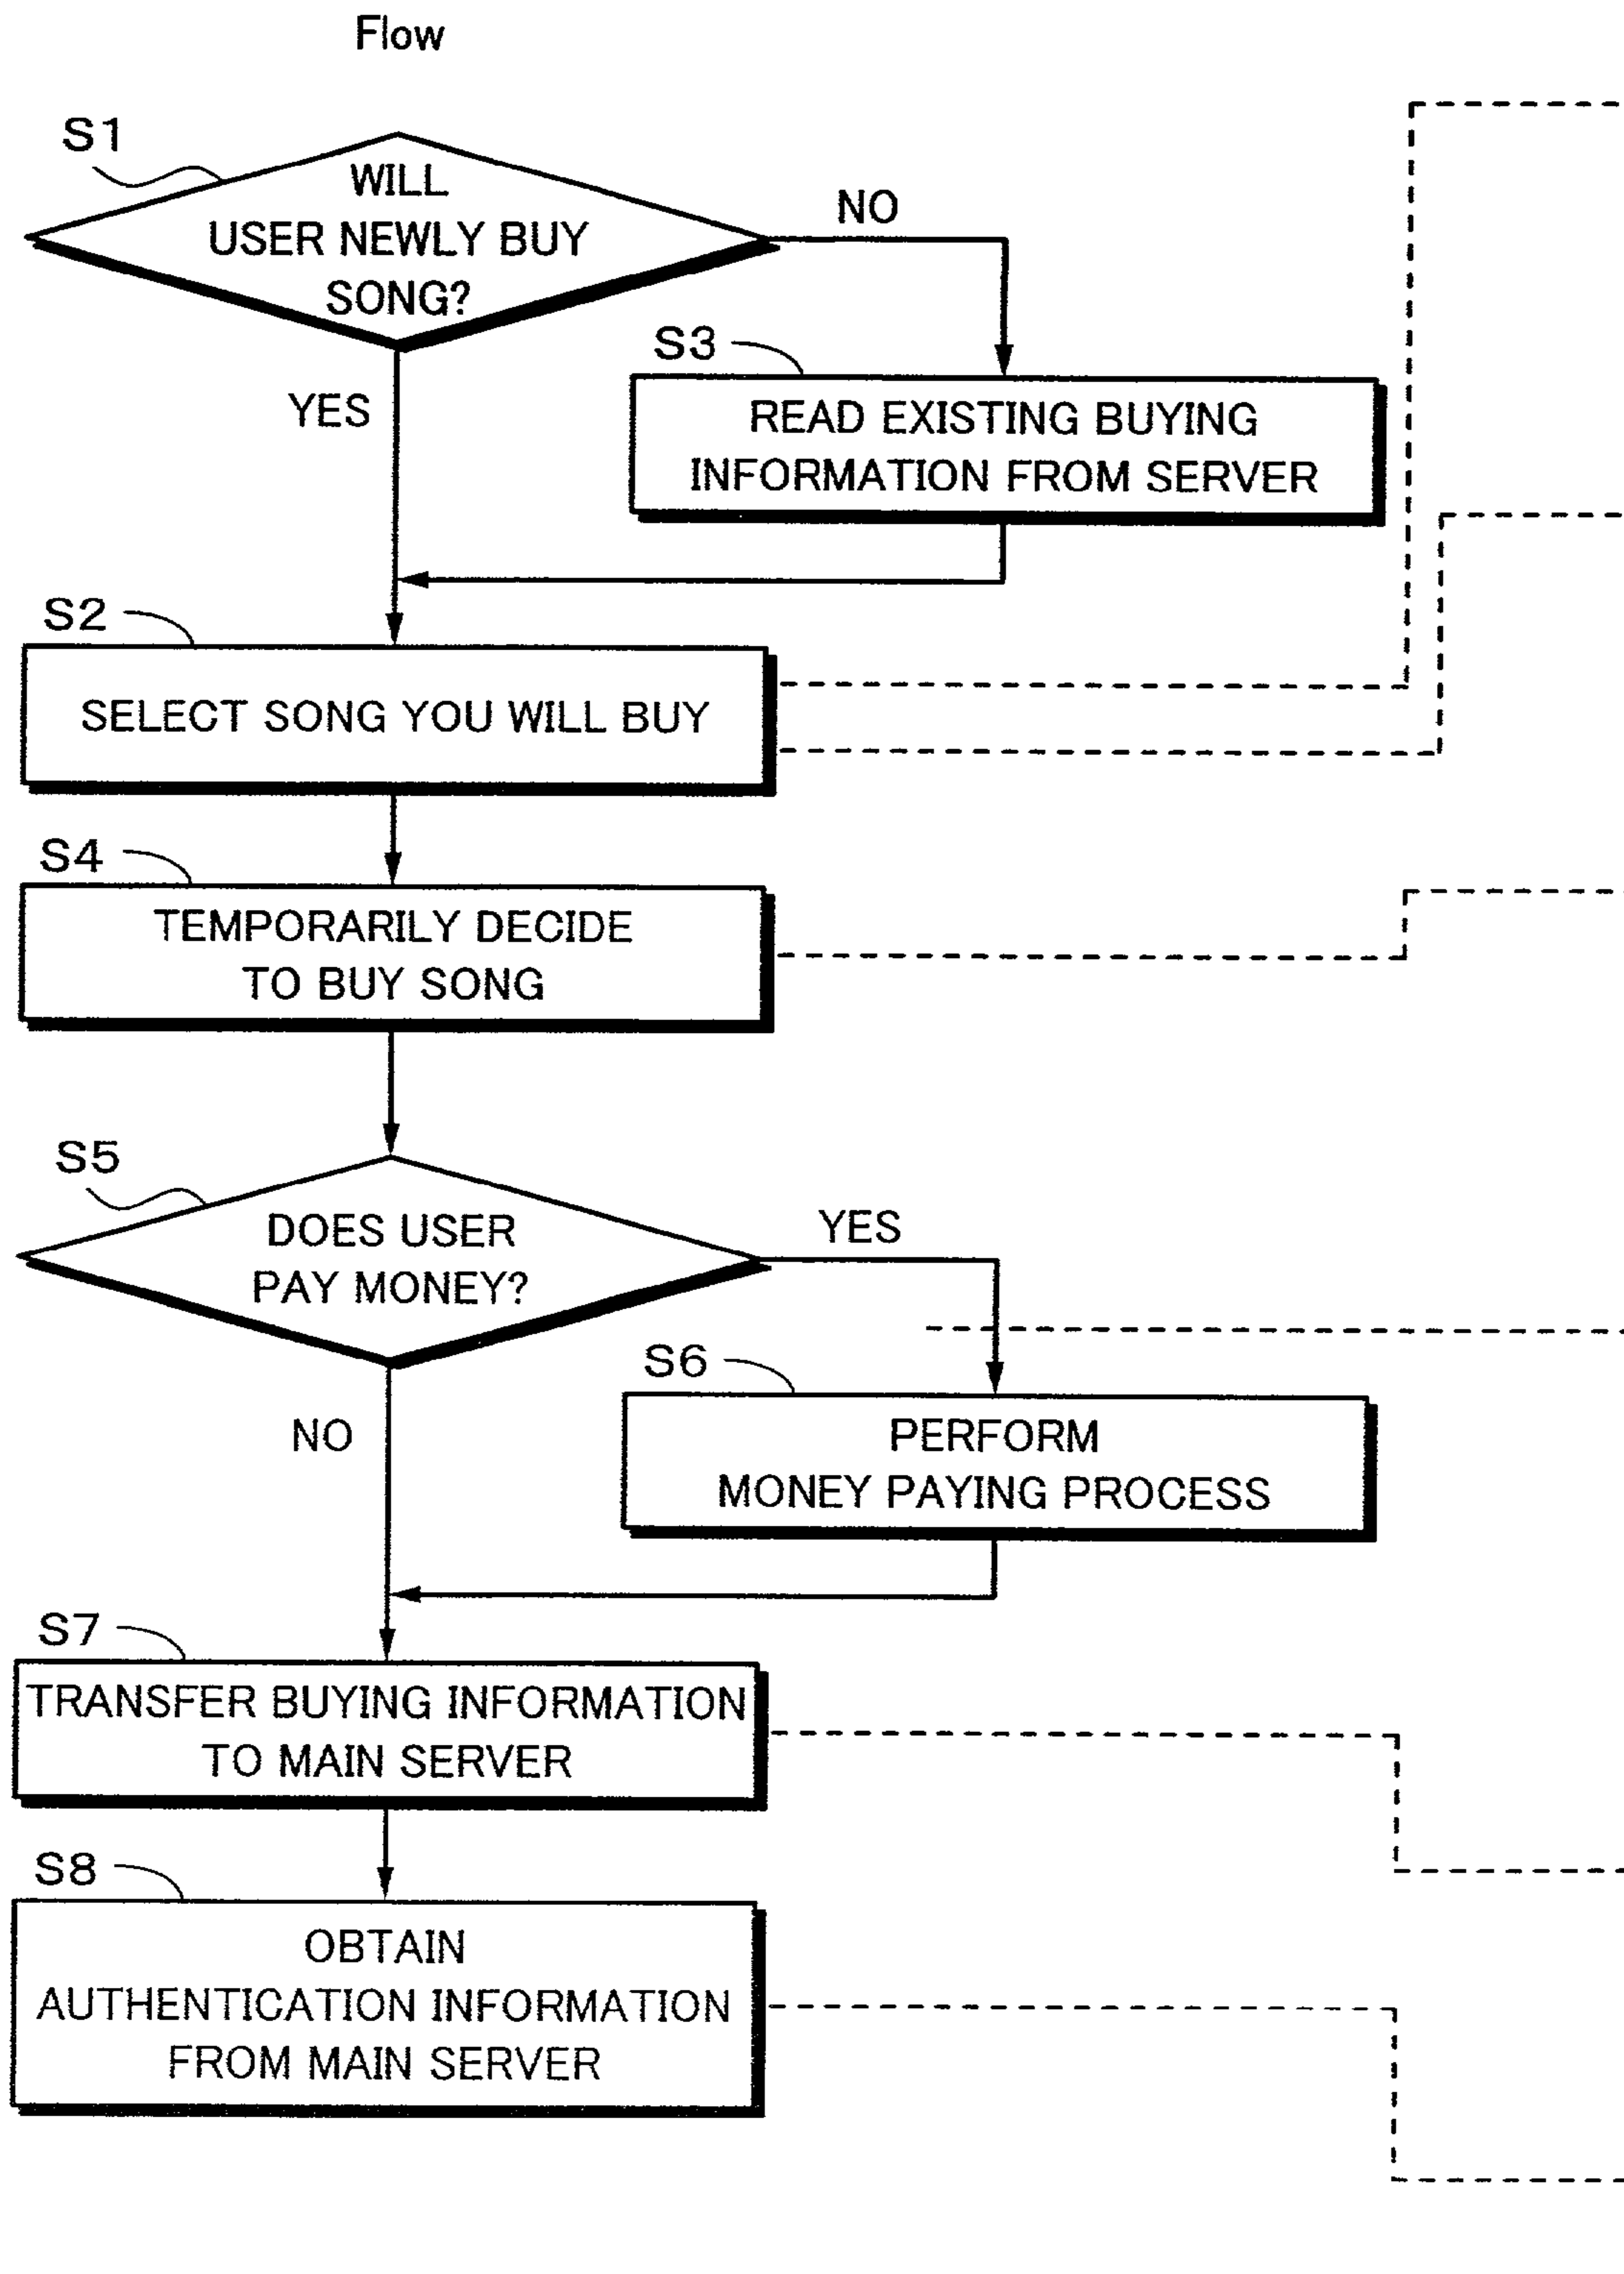 Flow
S1
WILL
USER NEWLY BUY
SONG?
NO
YES
S3
READ EXISTING BUYING
INFORMATION FROM SERVER
S2
SELECT SONG YOU WILL BUY
S4
TEMPORARILY DECIDE
TO BUY SONG
S5
DOES USER
PAY MONEY?
YES
NO
S6
PERFORM
MONEY PAYING PROCESS
S7
TRANSFER BUYING INFORMATION
TO MAIN SERVER
S8
OBTAIN
AUTHENTICATION INFORMATION
FROM MAIN SERVER